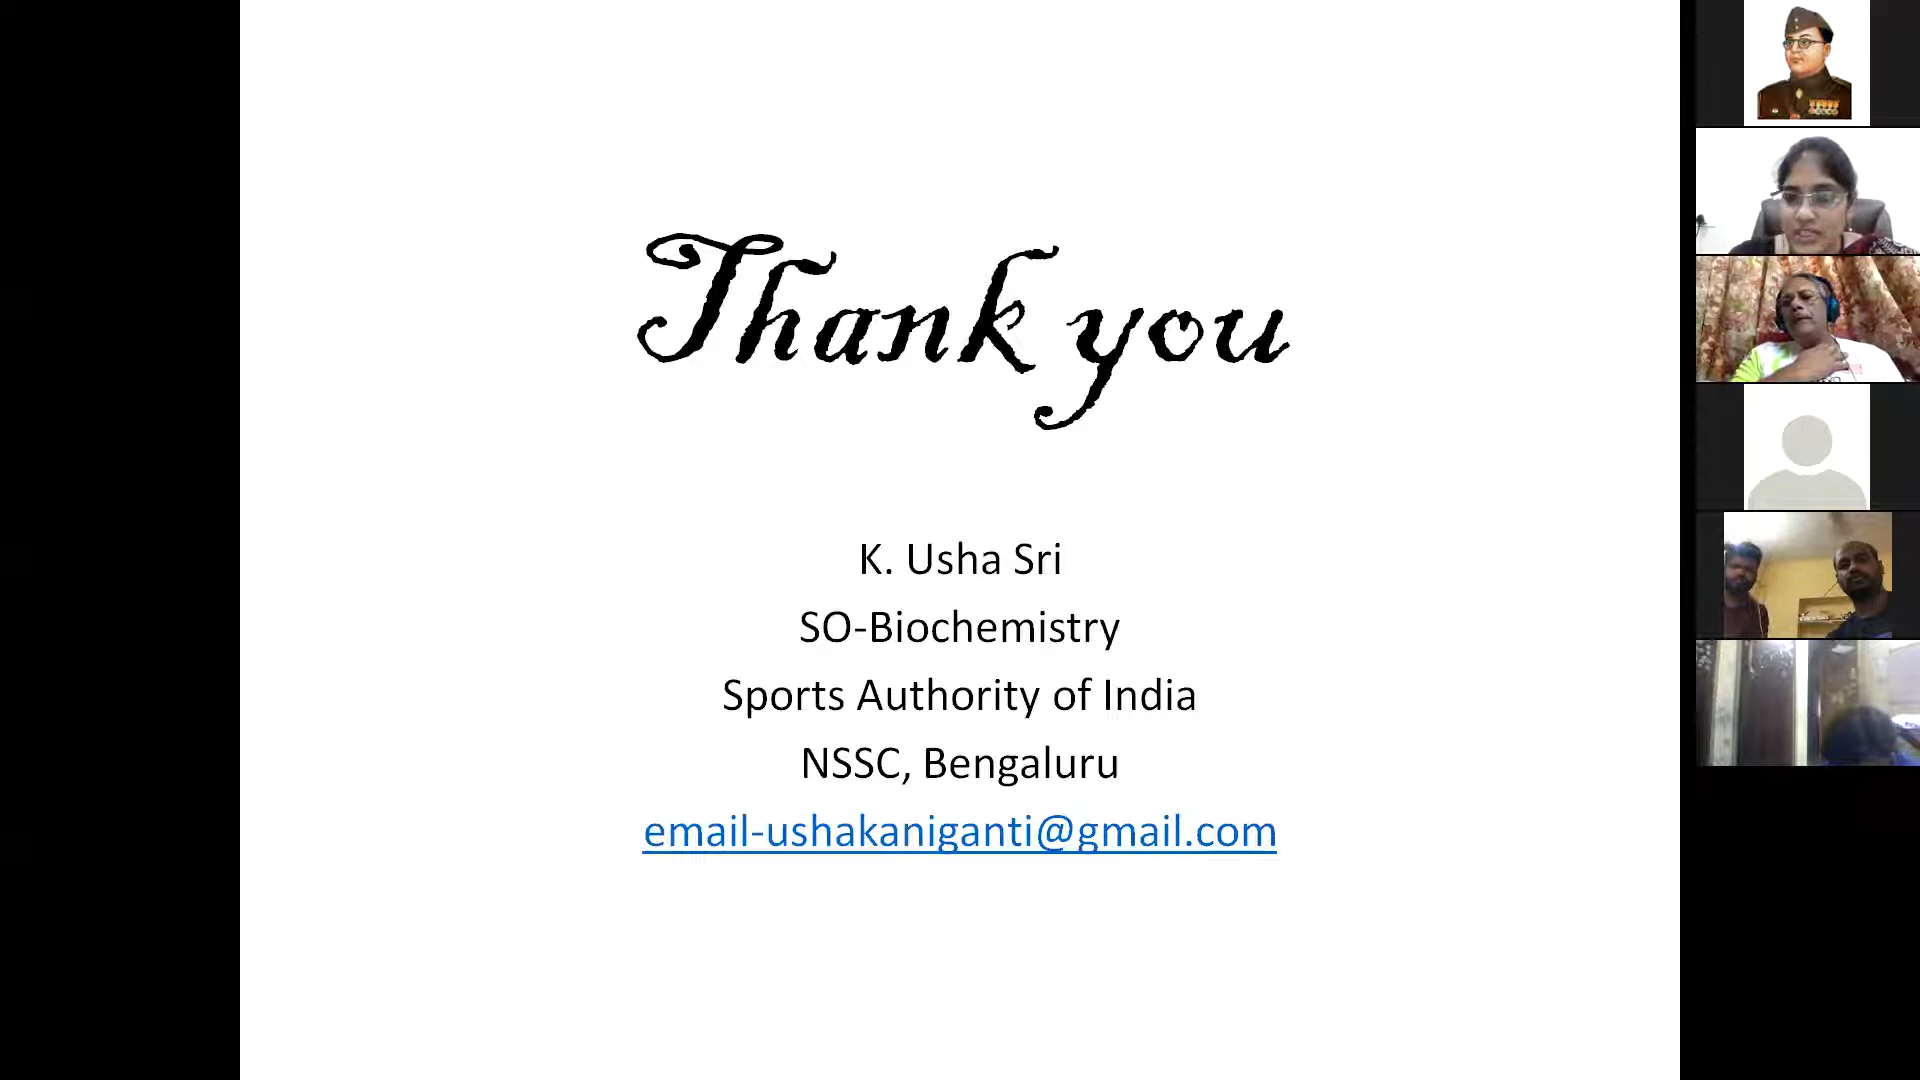 Thank you
K. Usha Sri
SO-Biochemistry
Sports Authority of India
NSSC, Bengaluru
email-ushakaniganti@gmail.com